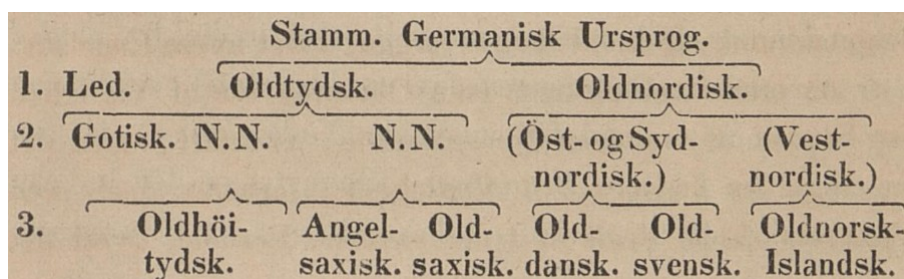 Stamm. Germanisk Ursprog.
1. Led. Oldtydsk. Oldnordisk.
2. Gotisk. N.N. N.N. (Öst- og Syd- (Vest-
nordisk.) nordisk.)
3. Oldhöi- Angel- Old- Old- Old- Oldnorsk-
tydsk. saxisk. saxisk. dansk. svensk. Islandsk.